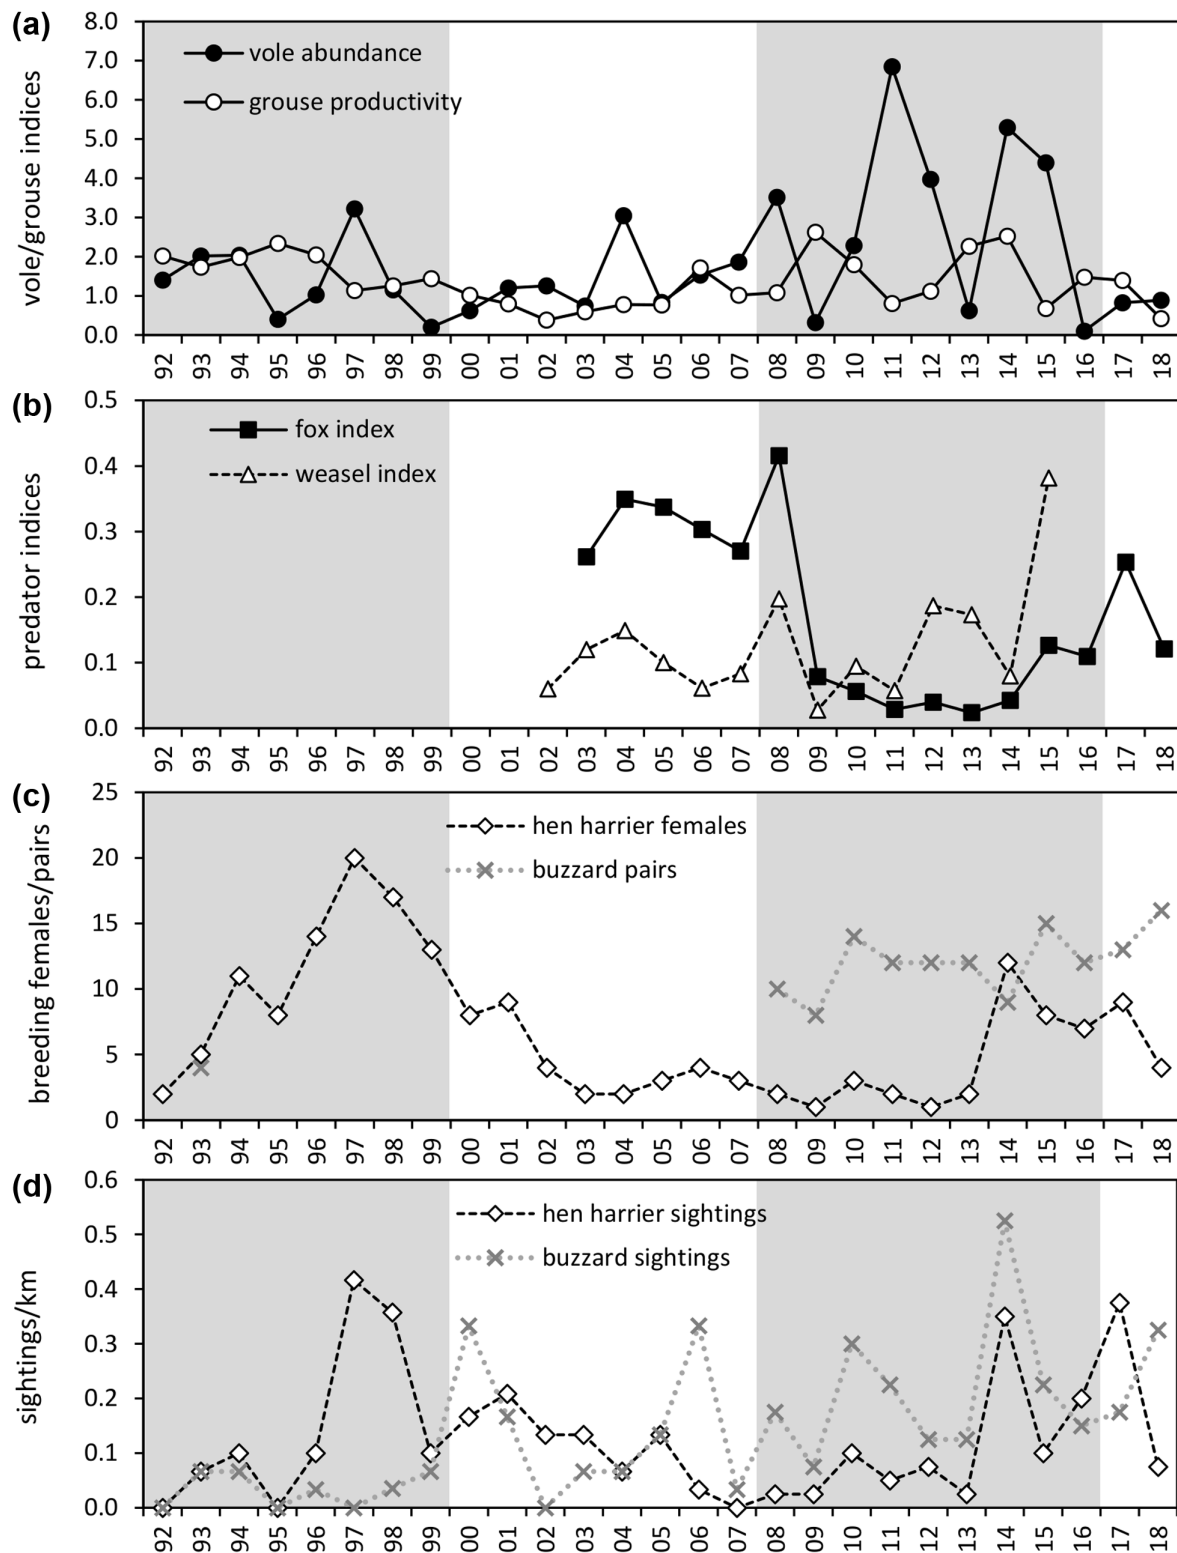 (a)
vole/grouse indices
8.0
7.0
6.0
5.0
4.0
3.0
2.0
1.0
0.0
vole abundance
grouse productivity
92 93 94 95 96 97 98 99 00 01 02 03 04 05 06 07 08 09 10 11 12 13 14 15 16 17 18
(b)
predator indices
0.5
0.4
0.3
0.2
0.1
0.0
fox index
weasel index
92 93 94 95 96 97 98 99 00 01 02 03 04 05 06 07 08 09 10 11 12 13 14 15 16 17 18
(c)
breeding females/pairs
25
20
15
10
5
0
hen harrier females
buzzard pairs
92 93 94 95 96 97 98 99 00 01 02 03 04 05 06 07 08 09 10 11 12 13 14 15 16 17 18
(d)
sightings/km
0.6
0.5
0.4
0.3
0.2
0.1
0.0
hen harrier sightings
buzzard sightings
92 93 94 95 96 97 98 99 00 01 02 03 04 05 06 07 08 09 10 11 12 13 14 15 16 17 18